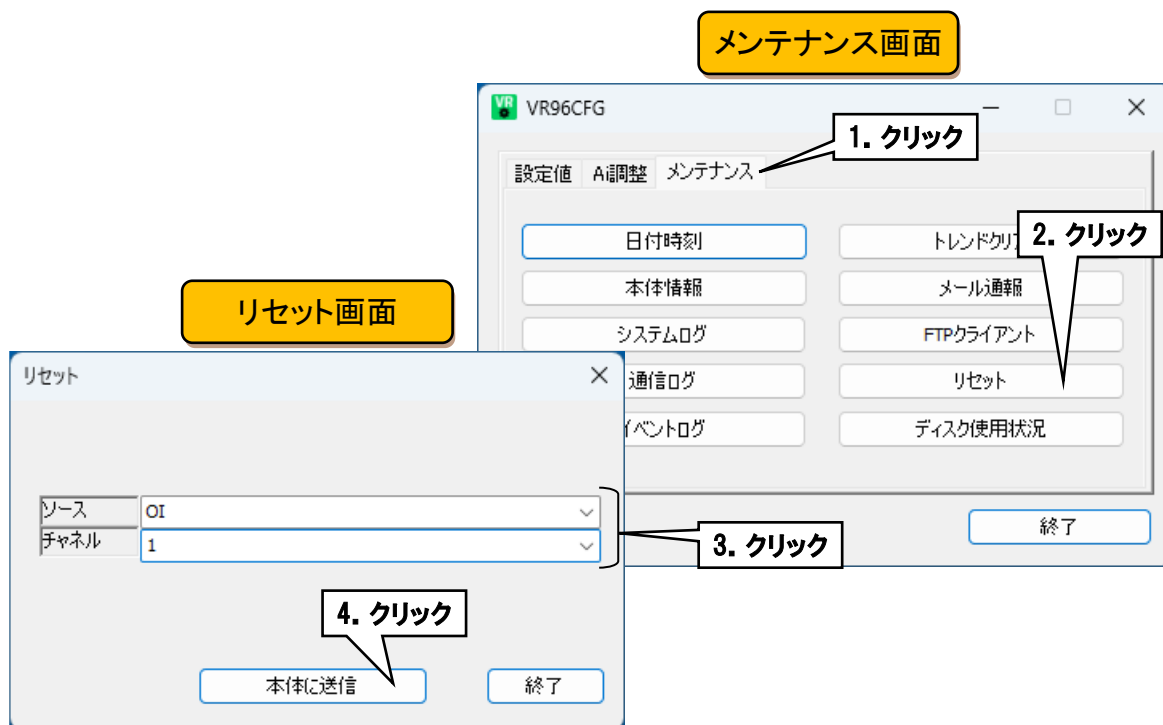 メンテナンス画面
VR96CFG
1. クリック
設定値 Ai調整 メンテナンス
日付時刻
トレンドクリ
2. クリック
本体情報
メール通報
システムログ
FTPクライアント
通信ログ
リセット
イベントログ
ディスク使用状況
終了
リセット画面
リセット
ソース
OI
チャネル
1
3. クリック
4. クリック
本体に送信
終了